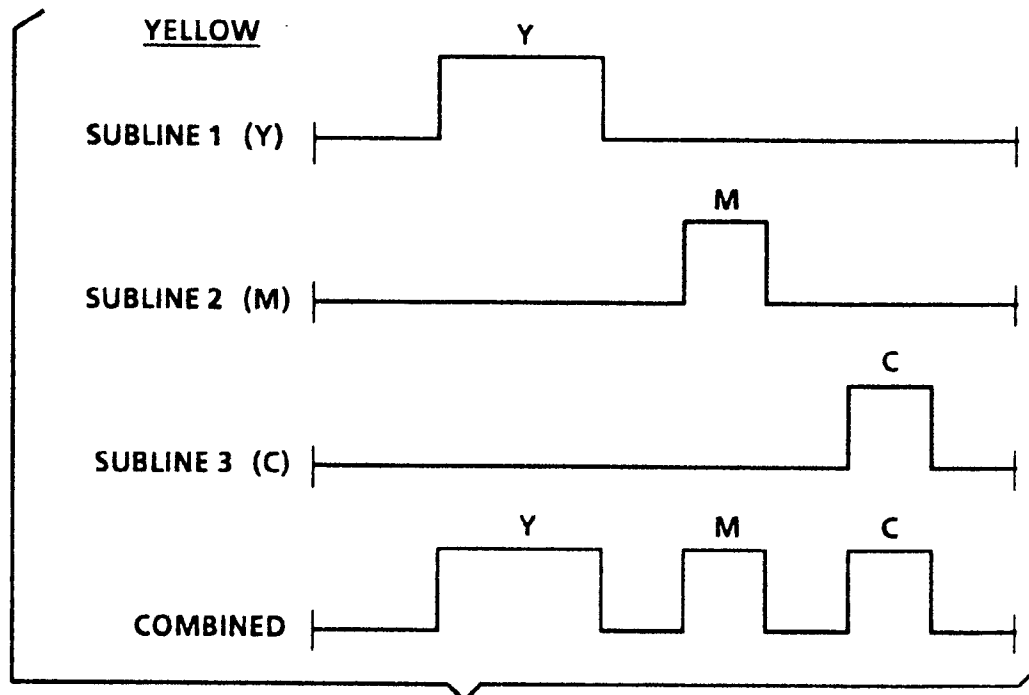 YELLOW
Y
SUBLINE 1 (Y)
M
SUBLINE 2 (M)
C
SUBLINE 3 (C)
Y M C
COMBINED